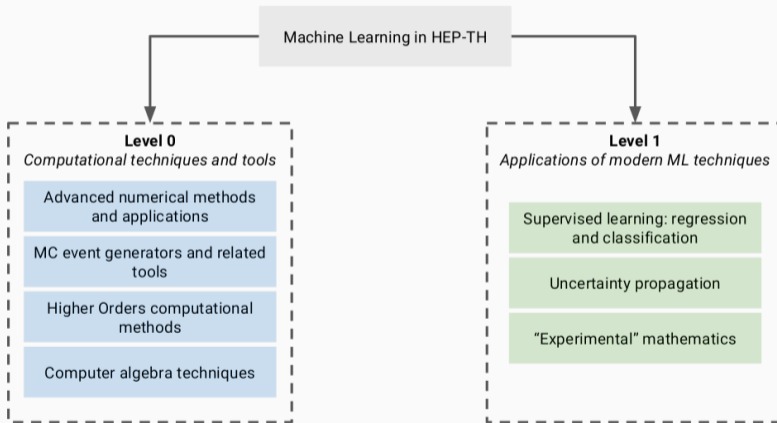 Machine Learning in HEP-TH
Level 0
Computational techniques and tools
Advanced numerical methods
and applications
MC event generators and related
tools
Higher Orders computational
methods
Computer algebra techniques
Level 1
Applications of modern ML techniques
Supervised learning: regression
and classification
Uncertainty propagation
“Experimental” mathematics